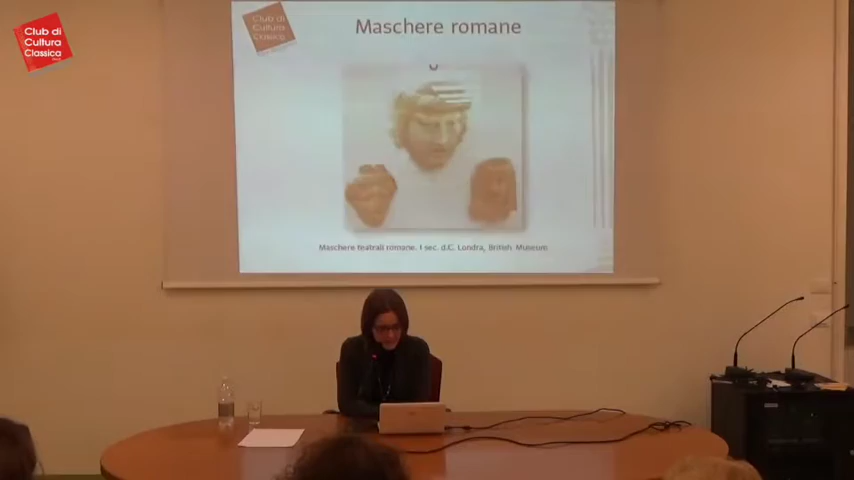 Club di
Cultura
Classica
Club di
Cultura
Classica
Maschere romane
Maschere teatrali romane. I sec. d.C. Londra, British Museum